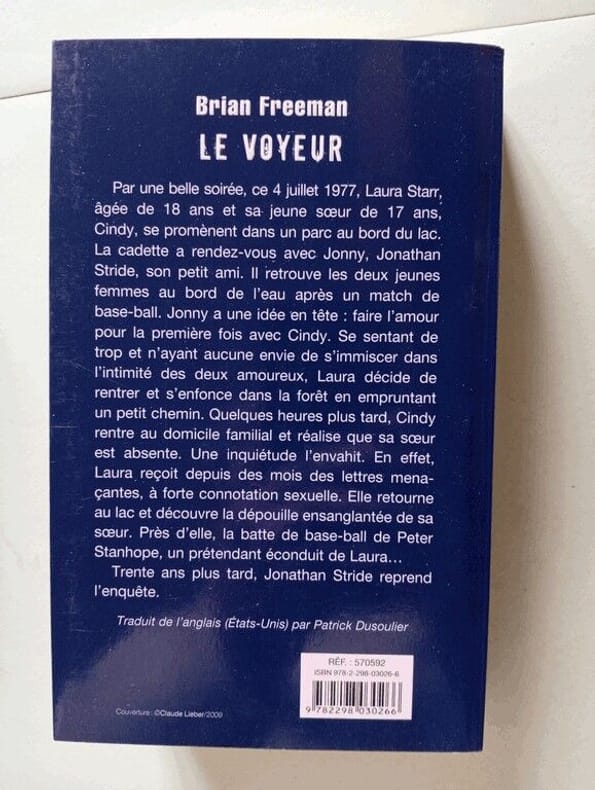 Brian Freeman
LE VOYEUR
Par une belle soirée, ce 4 juillet 1977, Laura Starr,
âgée de 18 ans et sa jeune sœur de 17 ans,
Cindy, se promènent dans un parc au bord du lac.
La cadette a rendez-vous avec Jonny, Jonathan
Stride, son petit ami. Il retrouve les deux jeunes
femmes au bord de l'eau après un match de
base-ball. Jonny a une idée en tête : faire l'amour
pour la première fois avec Cindy. Se sentant de
trop et n'ayant aucune envie de s'immiscer dans
l'intimité des deux amoureux, Laura décide de
rentrer et s'enfonce dans la forêt en empruntant
un petit chemin. Quelques heures plus tard, Cindy
rentre au domicile familial et réalise que sa sœur
est absente. Une inquiétude l'envahit. En effet,
Laura reçoit depuis des mois des lettres mena-
çantes, à forte connotation sexuelle. Elle retourne
au lac et découvre la dépouille ensanglantée de sa
sœur. Près d'elle, la batte de base-ball de Peter
Stanhope, un prétendant éconduit de Laura...
Trente ans plus tard, Jonathan Stride reprend
l'enquête.
Traduit de l'anglais (États-Unis) par Patrick Dusoulier
RÉF. : 570592
ISBN 978-2-298-03026-6
9 782298 030266
Couverture : ©Claude Lieber/2009